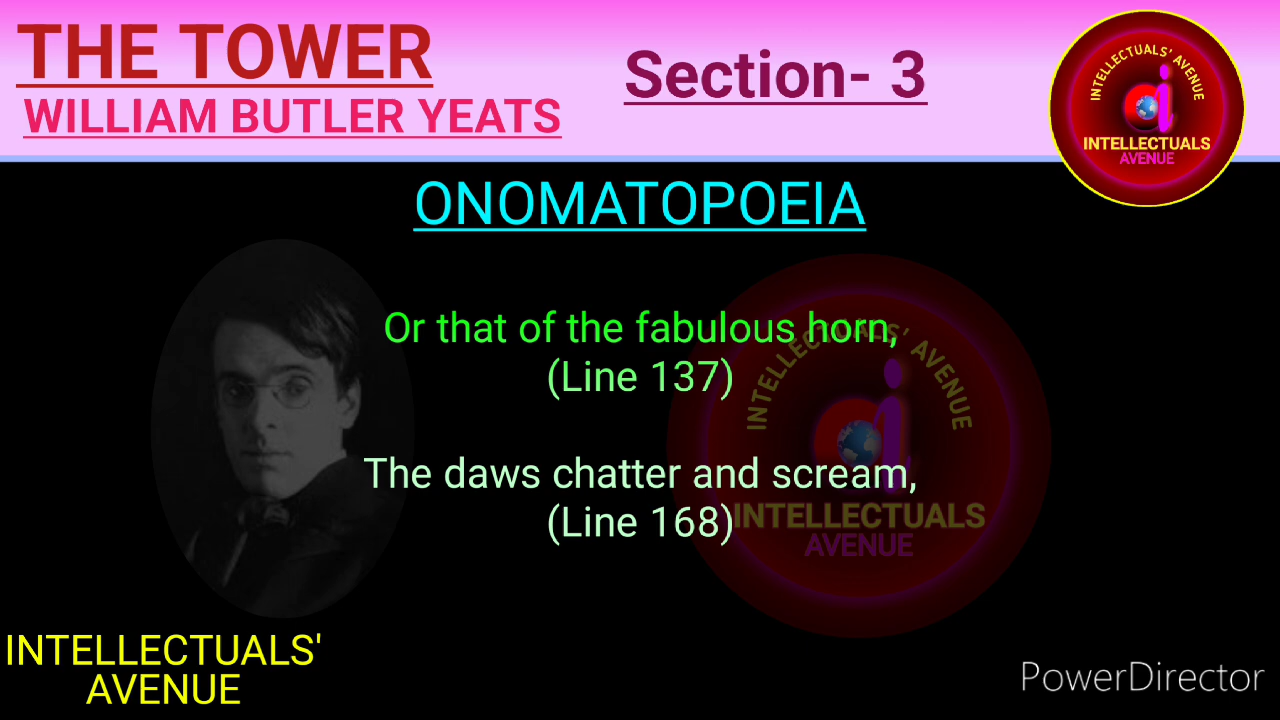 THE TOWER
WILLIAM BUTLER YEATS
Section- 3
INTELLECTUALS' AVENUE
i
INTELLECTUALS
AVENUE
ONOMATOPOEIA
Or that of the fabulous horn,
(Line 137)
The daws chatter and scream,
(Line 168)
INTELLECTUALS' AVENUE
i
INTELLECTUALS
AVENUE
INTELLECTUALS'
AVENUE
PowerDirector